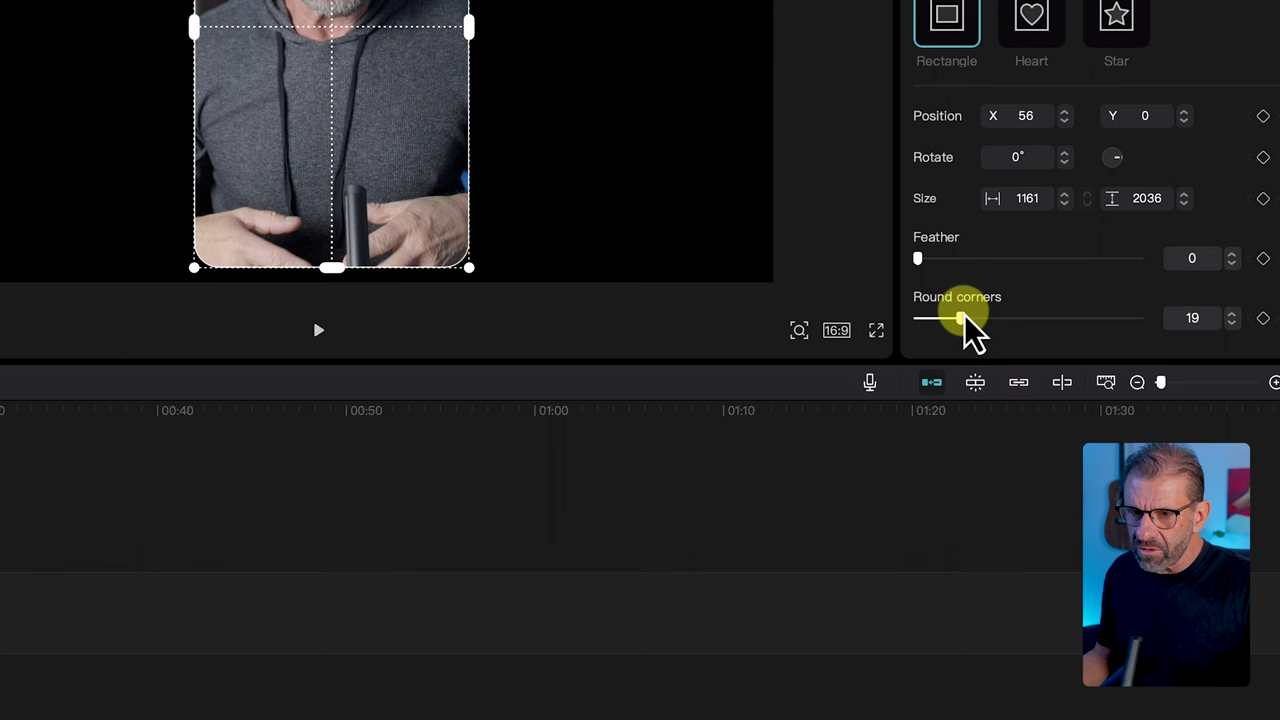 Rectangle Heart Star
Position X 56 Y 0
Rotate 0°
Size 1161 2036
Feather
0
Round corners
19
16:9
0 00:40 00:50 01:00 01:10 01:20 01:30